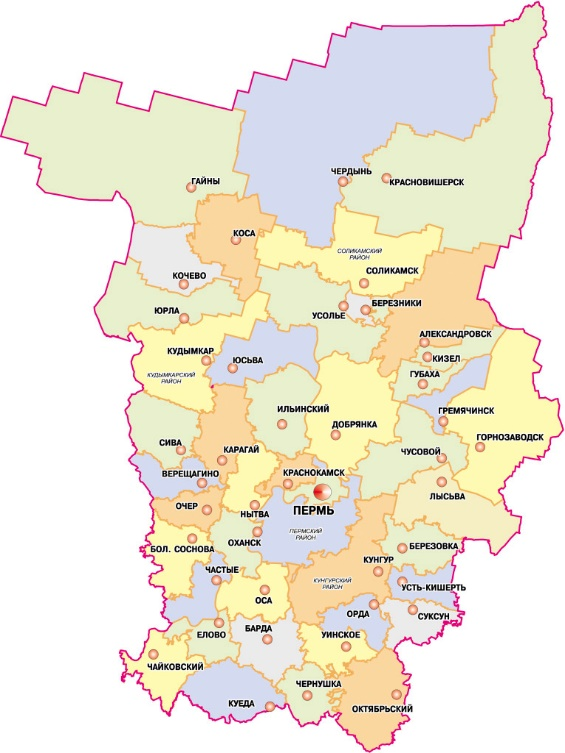 ЧЕРДЫНЬ
ГАЙНЫ
КРАСНОВИШЕРСК
КОСА
СОЛИКАМСКИЙ
РАЙОН
СОЛИКАМСК
КОЧЕВО
БЕРЕЗНИКИ
ЮРЛА
УСОЛЬЕ
АЛЕКСАНДРОВСК
КУДЫМКАР
ЮСЬВА
КИЗЕЛ
ГУБАХА
КУДЫМКАРСКИЙ
РАЙОН
ИЛЬИНСКИЙ
ГРЕМЯЧИНСК
ДОБРЯНКА
СИВА
ГОРНОЗАВОДСК
КАРАГАЙ
ЧУСОВОЙ
ВЕРЕЩАГИНО
КРАСНОКАМСК
ЛЫСЬВА
ОЧЕР
НЫТВА
ПЕРМЬ
ПЕРМСКИЙ
РАЙОН
ОХАНСК
БОЛ. СОСНОВА
БЕРЕЗОВКА
ЧАСТЫЕ
КУНГУР
КУНГУРСКИЙ
РАЙОН
УСТЬ-КИШЕРТЬ
ОСА
ОРДА
СУКСУН
ЕЛОВО
БАРДА
УИНСКОЕ
ЧАЙКОВСКИЙ
ЧЕРНУШКА
КУЕДА
ОКТЯБРЬСКИЙ